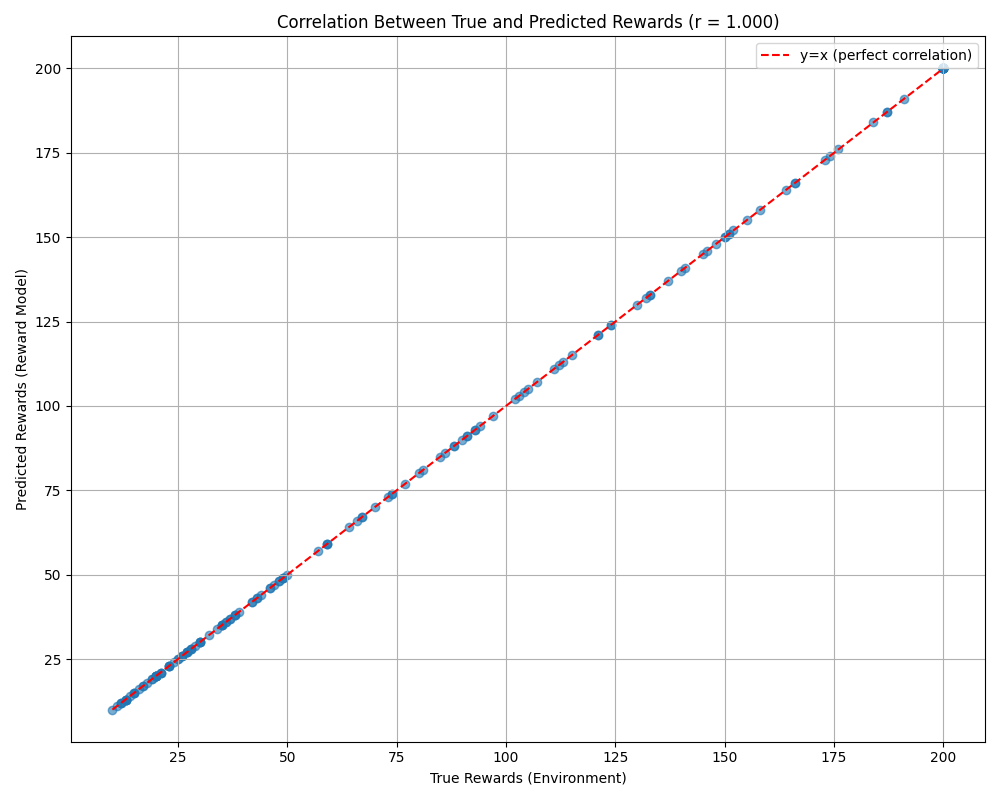 Correlation Between True and Predicted Rewards (r = 1.000)
y=x (perfect correlation)
200
175
150
125
100
75
50
25
Predicted Rewards (Reward Model)
25 50 75 100 125 150 175 200
True Rewards (Environment)